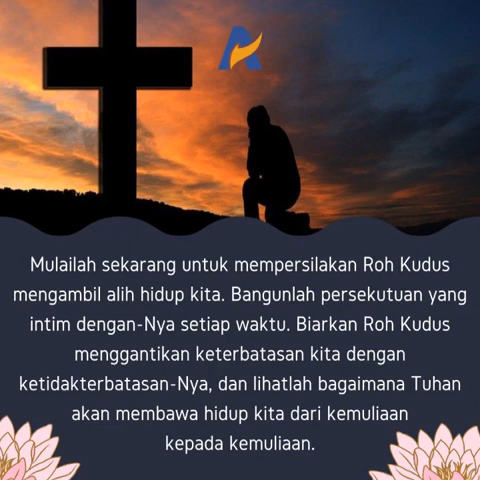 Mulailah sekarang untuk mempersilakan Roh Kudus
mengambil alih hidup kita. Bangunlah persekutuan yang
intim dengan-Nya setiap waktu. Biarkan Roh Kudus
menggantikan keterbatasan kita dengan
ketidakterbatasan-Nya, dan lihatlah bagaimana Tuhan
akan membawa hidup kita dari kemuliaan
kepada kemuliaan.